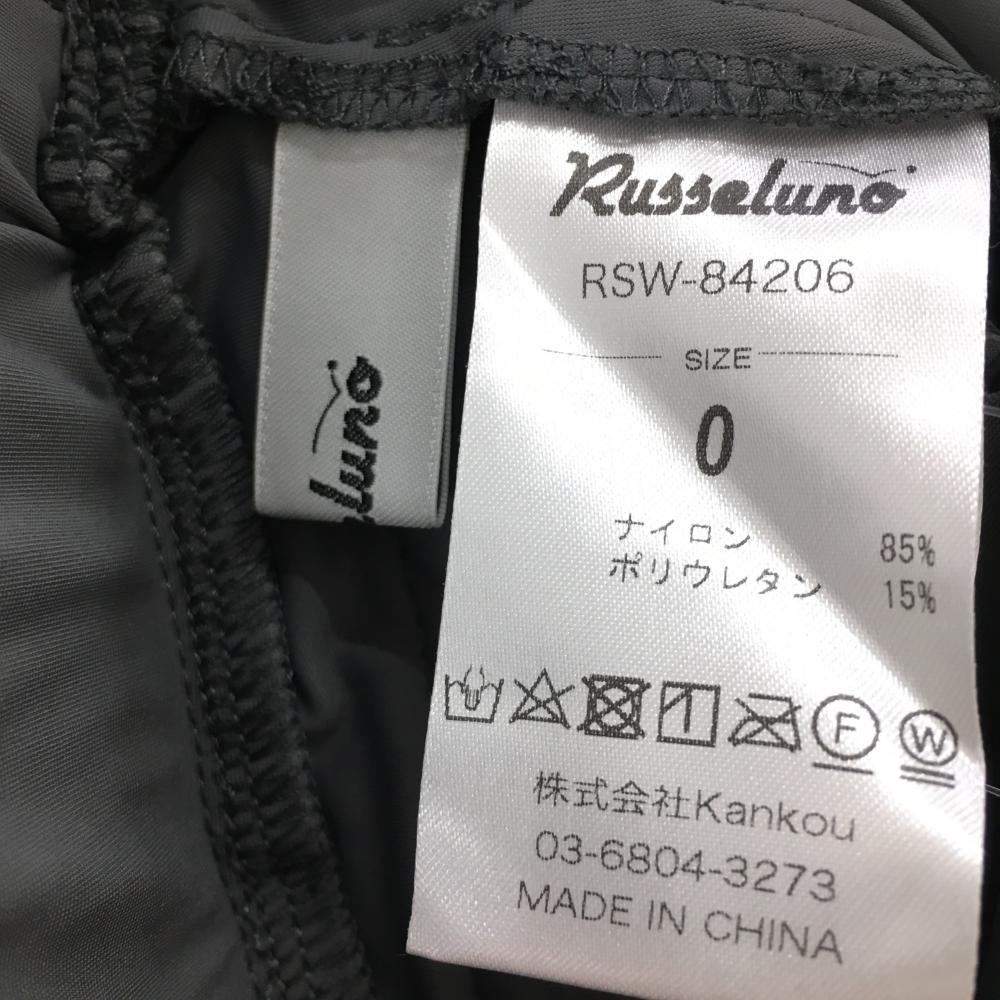 Russeluno
RSW-84206
SIZE
0
ナイロン 85%
ポリウレタン 15%
F W
株式会社Kankou
03-6804-3273
MADE IN CHINA
luno